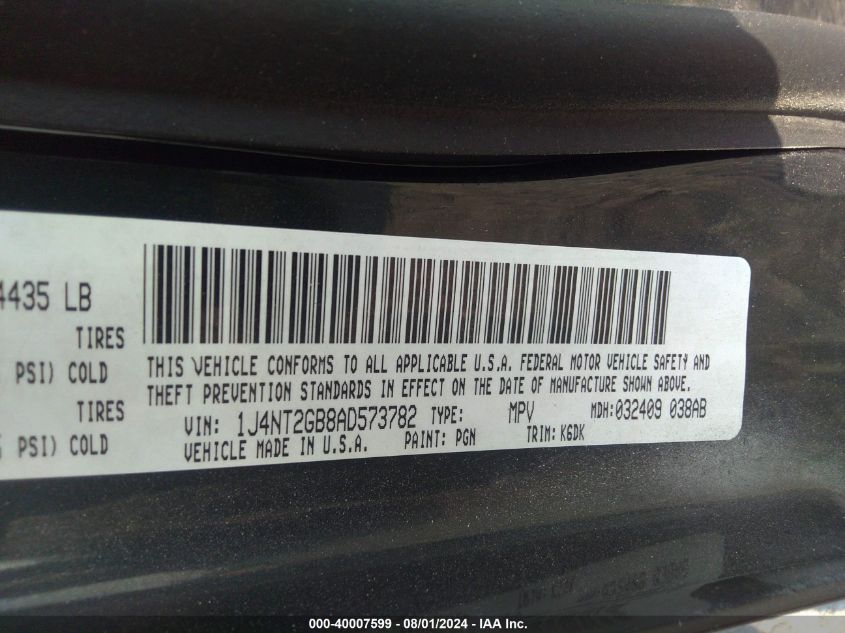 4435 LB
TIRES
PSI) COLD
TIRES
PSI) COLD
THIS VEHICLE CONFORMS TO ALL APPLICABLE U.S.A. FEDERAL MOTOR VEHICLE SAFETY AND
THEFT PREVENTION STANDARDS IN EFFECT ON THE DATE OF MANUFACTURE SHOWN ABOVE.
VIN: 1J4NT2GB8AD573782 TYPE: MPV MDH: 032409 038AB
VEHICLE MADE IN U.S.A. PAINT: PGN TRIM: K6DK
000-40007599 - 08/01/2024 - IAA Inc.